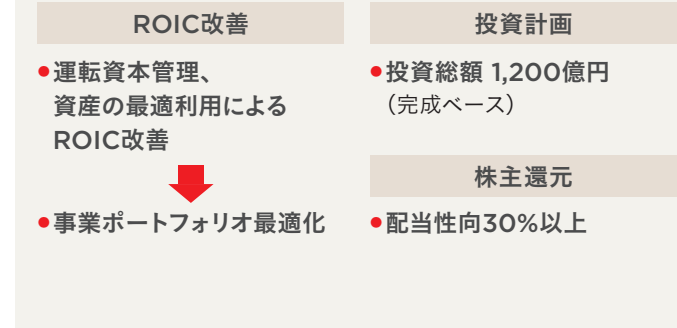 ROIC改善
●運転資本管理、
資産の最適利用による
ROIC改善
●事業ポートフォリオ最適化
投資計画
●投資総額 1,200億円
（完成ベース）
株主還元
●配当性向30%以上